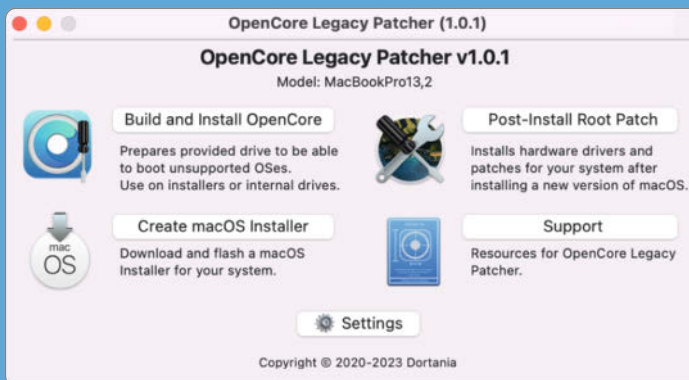 OpenCore Legacy Patcher (1.0.1)
OpenCore Legacy Patcher v1.0.1
Model: MacBookPro13,2
Build and Install OpenCore
Prepares provided drive to be able
to boot unsupported OSes.
Use on installers or internal drives.
Post-Install Root Patch
Installs hardware drivers and
patches for your system after
installing a new version of macOS.
mac
OS
Create macOS Installer
Download and flash a macOS
Installer for your system.
Support
Resources for OpenCore Legacy
Patcher.
Settings
Copyright © 2020-2023 Dortania